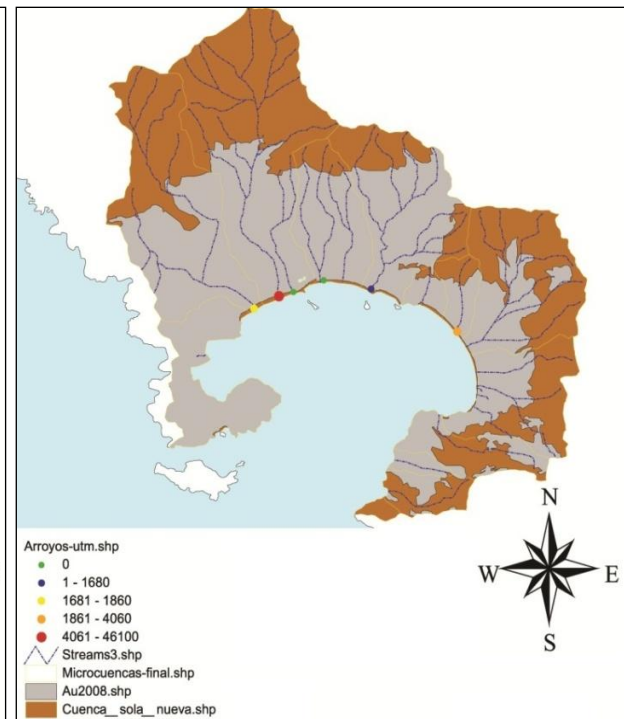 N
W E
S
Arroyos-utm.shp
0
1 - 1680
1681 - 1860
1861 - 4060
4061 - 46100
Streams3.shp
Microcuencas-final.shp
Au2008.shp
Cuenca__sola__nueva.shp